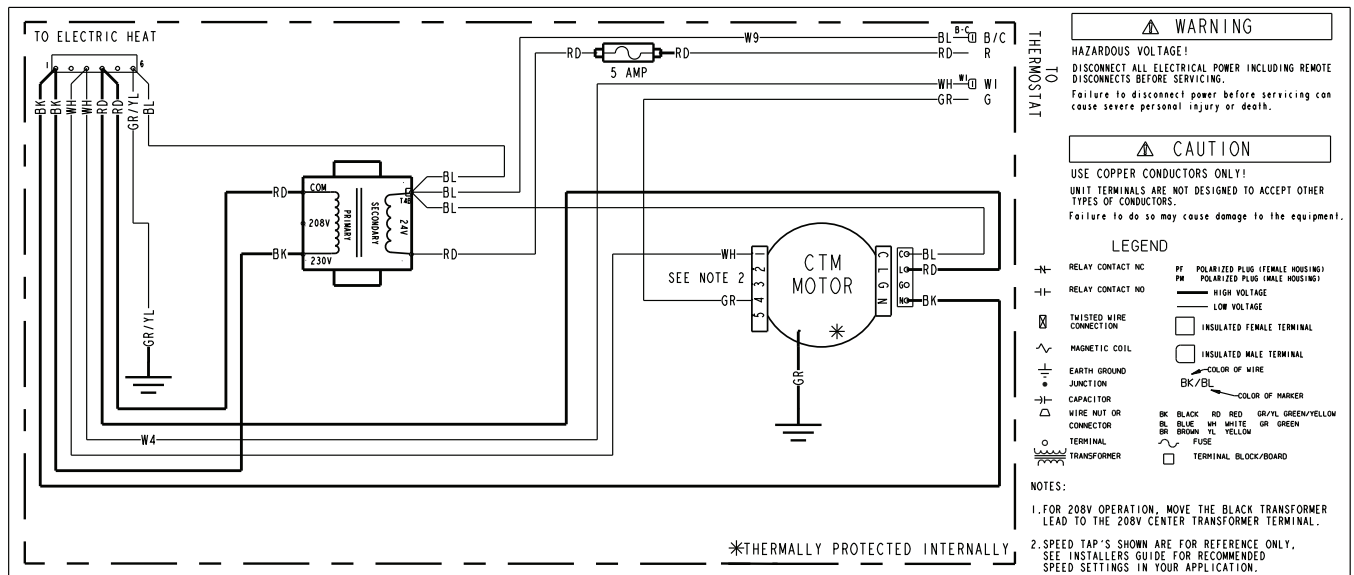 TO ELECTRIC HEAT
1 6
BK
BK
WH
WH
RD
RD
GR/YL
BL
GR/YL
W4
W9
BL B-C B/C
RD RD RD R
5 AMP
WH W1 W1
GR G
TO
THERMOSTAT
RD COM
208V
BK 230V
PRIMARY
SECONDARY
24V
T4B
BL
BL
BL
RD
WH
SEE NOTE 2
GR
1
2
3
4
5
CTM
MOTOR
C
L
G
N
C BL
L RD
G
N BK
GR
*THERMALLY PROTECTED INTERNALLY
WARNING
HAZARDOUS VOLTAGE!
DISCONNECT ALL ELECTRICAL POWER INCLUDING REMOTE
DISCONNECTS BEFORE SERVICING.
Failure to disconnect power before servicing can
cause severe personal injury or death.
CAUTION
USE COPPER CONDUCTORS ONLY!
UNIT TERMINALS ARE NOT DESIGNED TO ACCEPT OTHER
TYPES OF CONDUCTORS.
Failure to do so may cause damage to the equipment.
LEGEND
RELAY CONTACT NC
RELAY CONTACT NO
TWISTED WIRE
CONNECTION
MAGNETIC COIL
EARTH GROUND
JUNCTION
CAPACITOR
WIRE NUT OR
CONNECTOR
TERMINAL
TRANSFORMER
PF POLARIZED PLUG (FEMALE HOUSING)
PM POLARIZED PLUG (MALE HOUSING)
HIGH VOLTAGE
LOW VOLTAGE
INSULATED FEMALE TERMINAL
INSULATED MALE TERMINAL
COLOR OF WIRE
BK/BL
COLOR OF MARKER
BK BLACK RD RED GR/YL GREEN/YELLOW
BL BLUE WH WHITE GR GREEN
BR BROWN YL YELLOW
FUSE
TERMINAL BLOCK/BOARD
NOTES:
1. FOR 208V OPERATION, MOVE THE BLACK TRANSFORMER
LEAD TO THE 208V CENTER TRANSFORMER TERMINAL.
2. SPEED TAP'S SHOWN ARE FOR REFERENCE ONLY,
SEE INSTALLERS GUIDE FOR RECOMMENDED
SPEED SETTINGS IN YOUR APPLICATION.